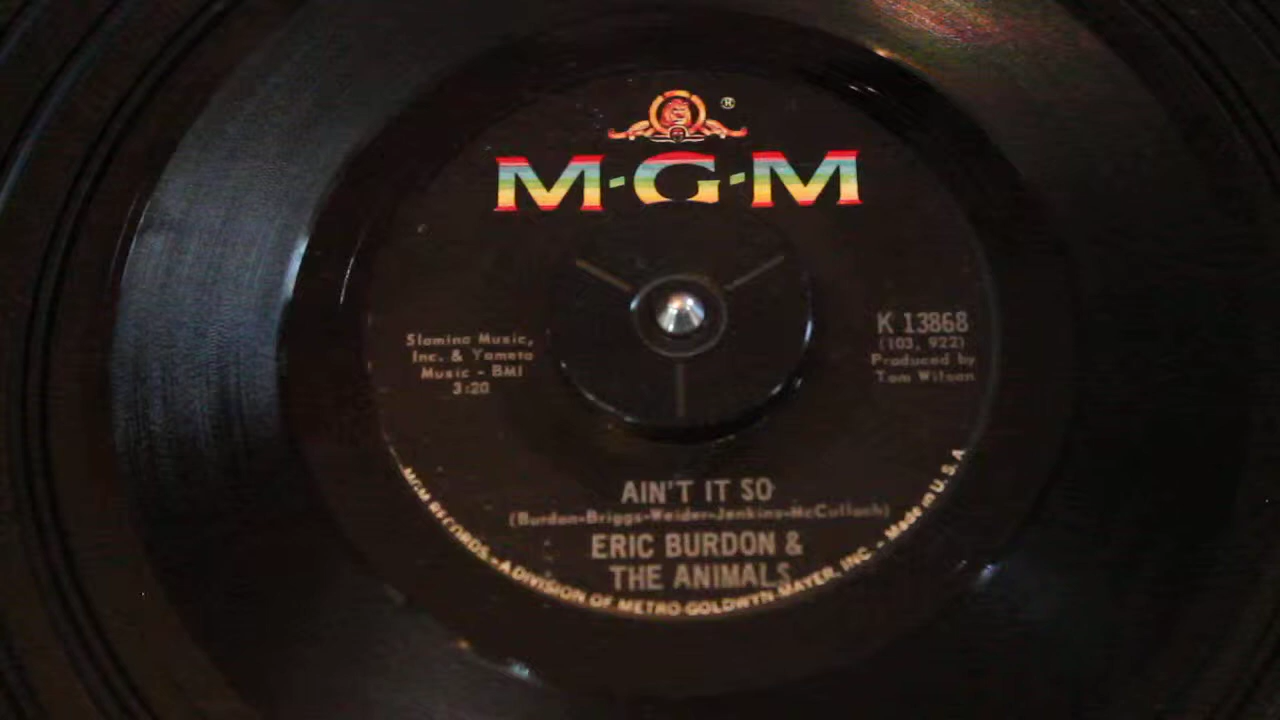 ®
M·G·M
Slamina Music,
Inc. & Yameta
Music - BMI
3:20
K 13868
(103, 922)
Produced by
Tom Wilson
AIN'T IT SO
(Burdon-Briggs-Weider-Jenkins-McCulloch)
ERIC BURDON &
THE ANIMALS
MGM RECORDS - A DIVISION OF METRO-GOLDWYN-MAYER, INC. - Made in U.S.A.